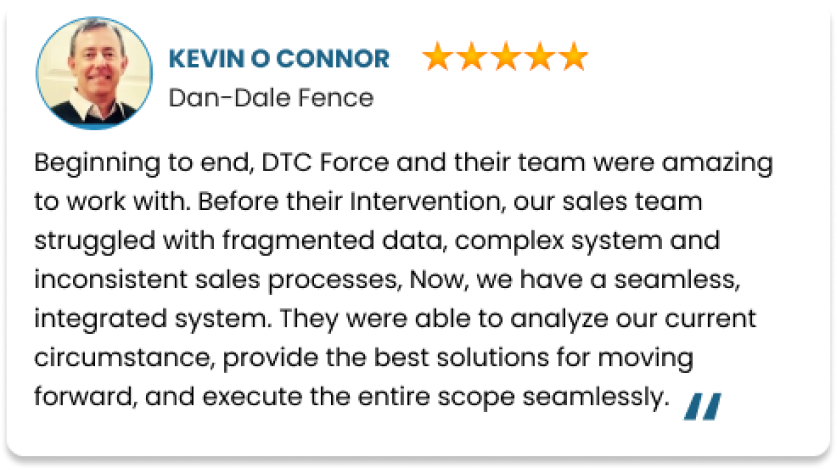 KEVIN O CONNOR
Dan-Dale Fence
Beginning to end, DTC Force and their team were amazing
to work with. Before their Intervention, our sales team
struggled with fragmented data, complex system and
inconsistent sales processes, Now, we have a seamless,
integrated system. They were able to analyze our current
circumstance, provide the best solutions for moving
forward, and execute the entire scope seamlessly. "